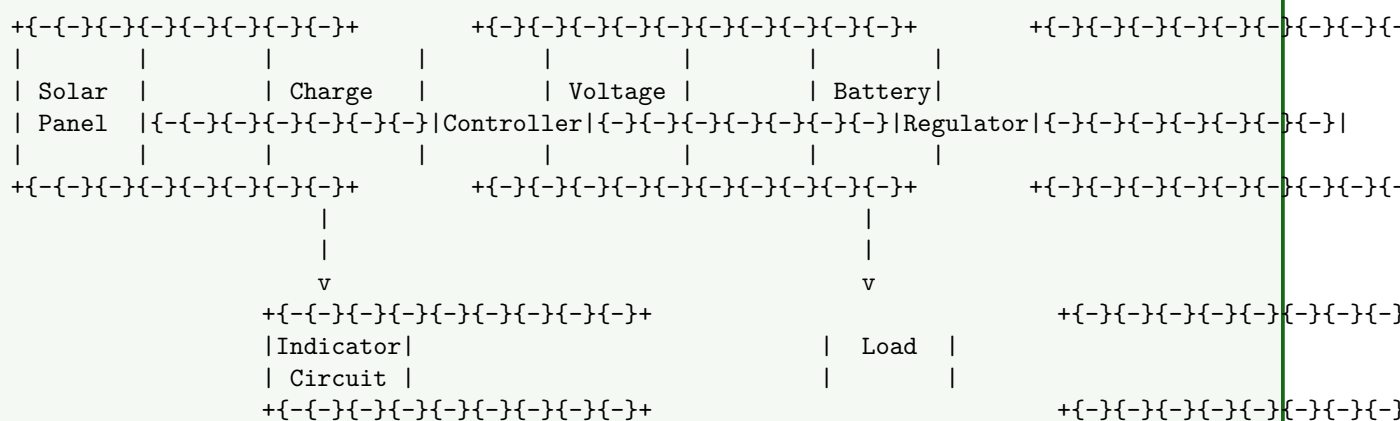 +{-{-}{-}{-}{-}{-}{-}{-}+ +{-}{-}{-}{-}{-}{-}{-}{-}{-}{-}+ +{-}{-}{-}{-}{-}{-}{-}{-}{-
| | | | | | | |
| Solar | | Charge | | Voltage | | Battery|
| Panel |{-{-}{-}{-}{-}{-}{-}|Controller|{-}{-}{-}{-}{-}{-}{-}|Regulator|{-}{-}{-}{-}{-}{-}{-}|
| | | | | | | |
+{-{-}{-}{-}{-}{-}{-}{-}+ +{-}{-}{-}{-}{-}{-}{-}{-}{-}{-}+ +{-}{-}{-}{-}{-}{-}{-}{-}{-
| |
| |
v v
+{-{-}{-}{-}{-}{-}{-}{-}{-}+ +{-}{-}{-}{-}{-}{-}{-}{-}
|Indicator| | Load |
| Circuit | | |
+{-{-}{-}{-}{-}{-}{-}{-}{-}+ +{-}{-}{-}{-}{-}{-}{-}{-}